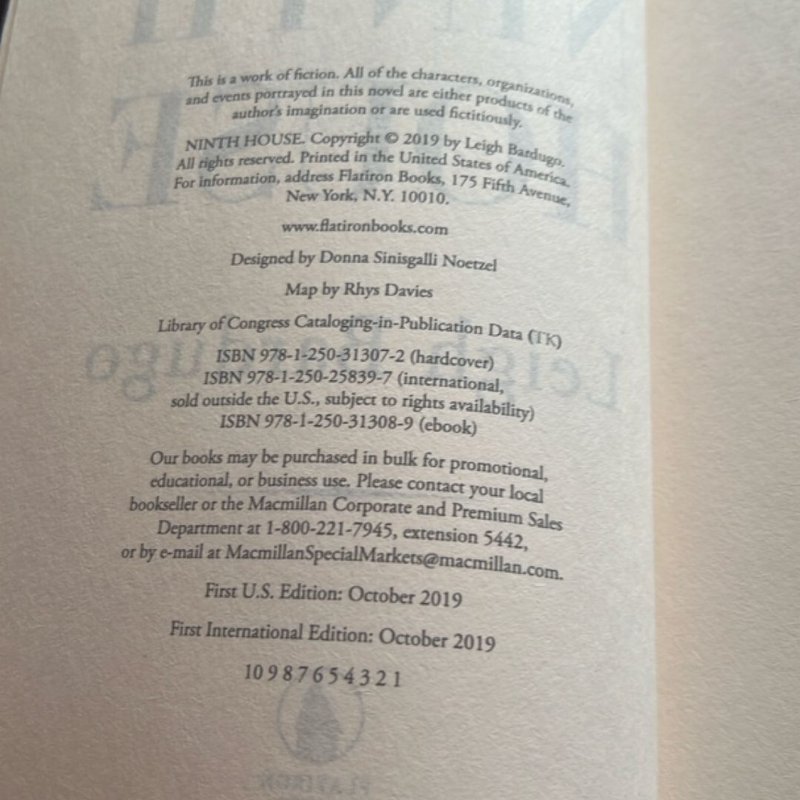 This is a work of fiction. All of the characters, organizations,
and events portrayed in this novel are either products of the
author's imagination or are used fictitiously.
NINTH HOUSE. Copyright © 2019 by Leigh Bardugo.
All rights reserved. Printed in the United States of America.
For information, address Flatiron Books, 175 Fifth Avenue,
New York, N.Y. 10010.
www.flatironbooks.com
Designed by Donna Sinisgalli Noetzel
Map by Rhys Davies
Library of Congress Cataloging-in-Publication Data (TK)
ISBN 978-1-250-31307-2 (hardcover)
ISBN 978-1-250-25839-7 (international,
sold outside the U.S., subject to rights availability)
ISBN 978-1-250-31308-9 (ebook)
Our books may be purchased in bulk for promotional,
educational, or business use. Please contact your local
bookseller or the Macmillan Corporate and Premium Sales
Department at 1-800-221-7945, extension 5442,
or by e-mail at MacmillanSpecialMarkets@macmillan.com.
First U.S. Edition: October 2019
First International Edition: October 2019
10 9 8 7 6 5 4 3 2 1
NINTH
HOUSE
Leigh Bardugo
FLATIRON